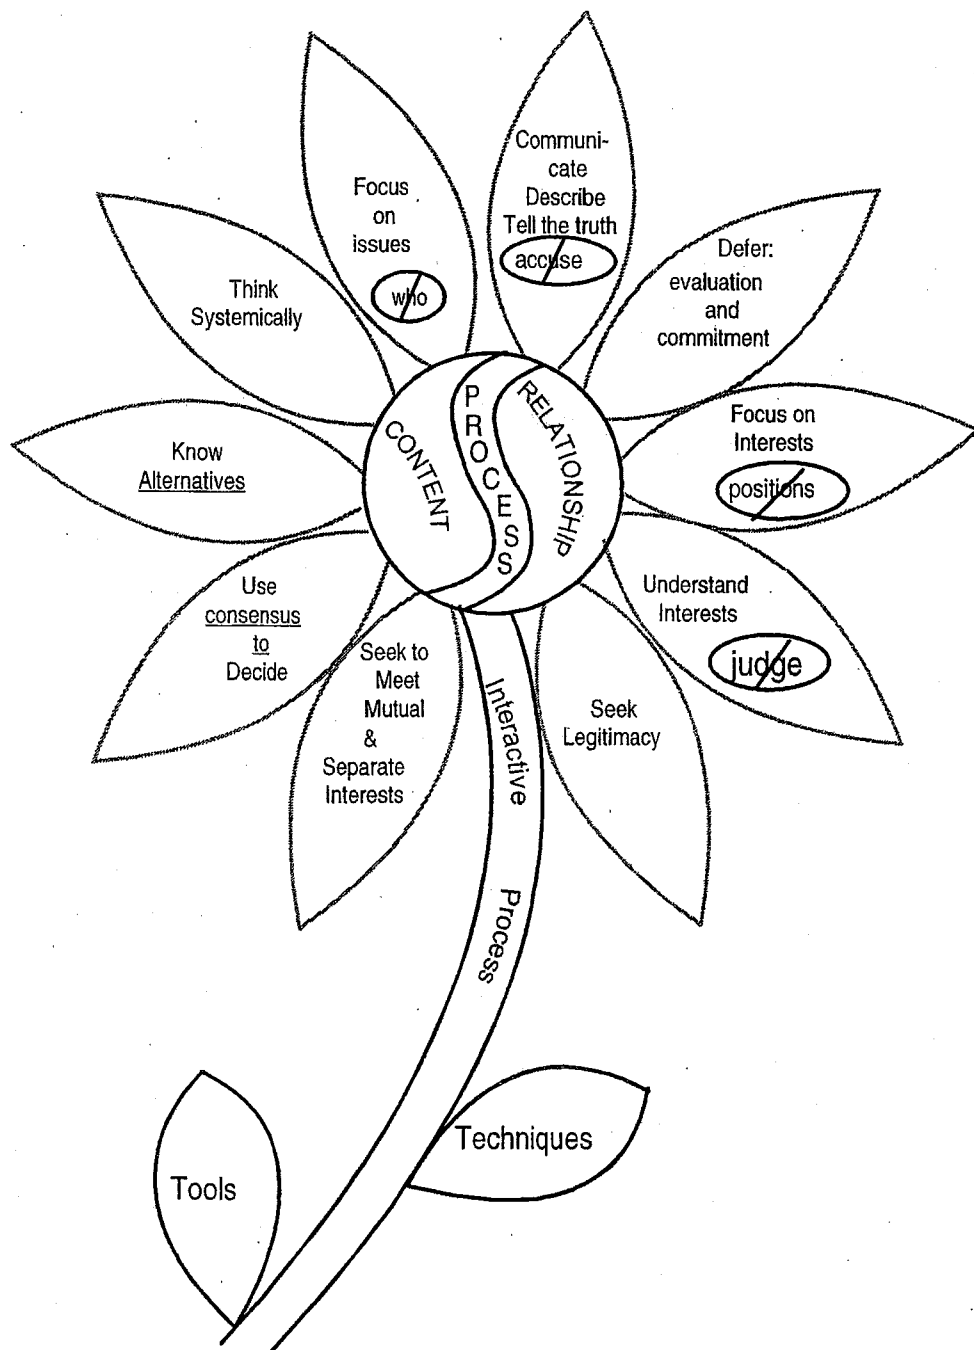 Communi-
cate
Describe
Tell the truth
accuse
Focus
on
issues
who
Defer:
evaluation
and
commitment
Think
Systemically
Focus on
Interests
positions
Know
Alternatives
CONTENT
PROCESS
RELATIONSHIP
Understand
Interests
judge
Use
consensus
to
Decide
Seek to
Meet
Mutual
&
Separate
Interests
Seek
Legitimacy
Interactive
Process
Techniques
Tools